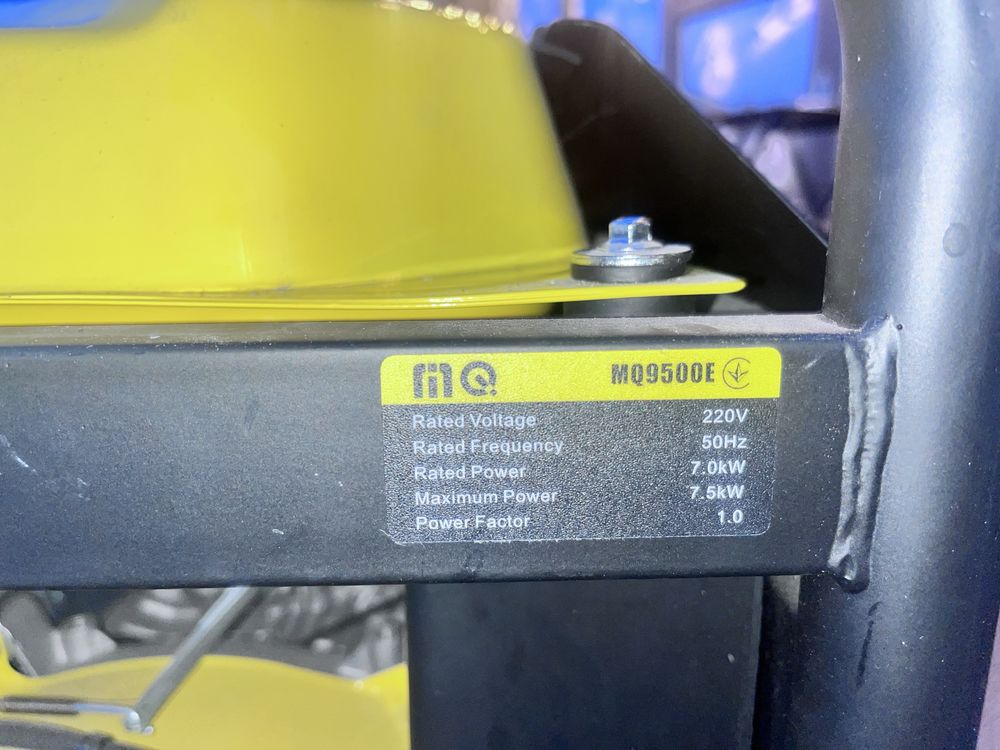 MQ MQ9500E
Rated Voltage 220V
Rated Frequency 50Hz
Rated Power 7.0kW
Maximum Power 7.5kW
Power Factor 1.0